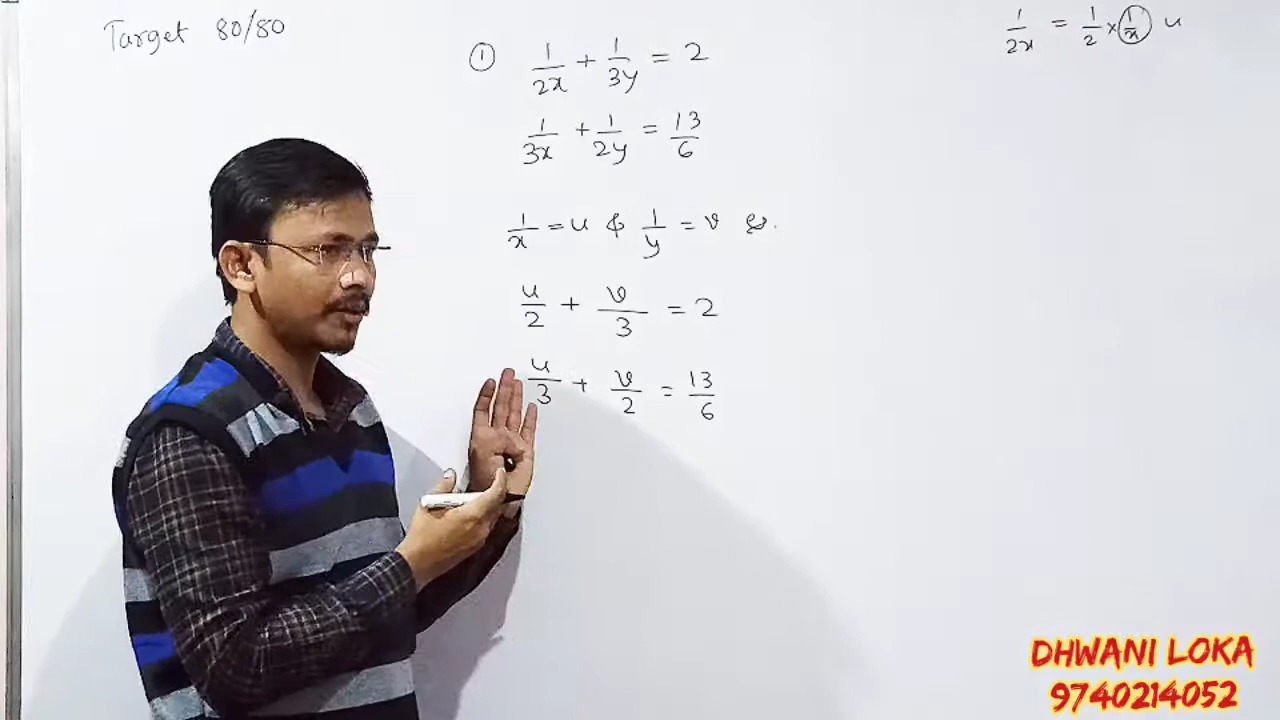 Target 80/80
① 1/2x + 1/3y = 2
1/3x + 1/2y = 13/6
1/x = u & 1/y = v
u/2 + v/3 = 2
u/3 + v/2 = 13/6
1/2x = 1/2 × 1/x u
DHWANI LOKA
9740214052